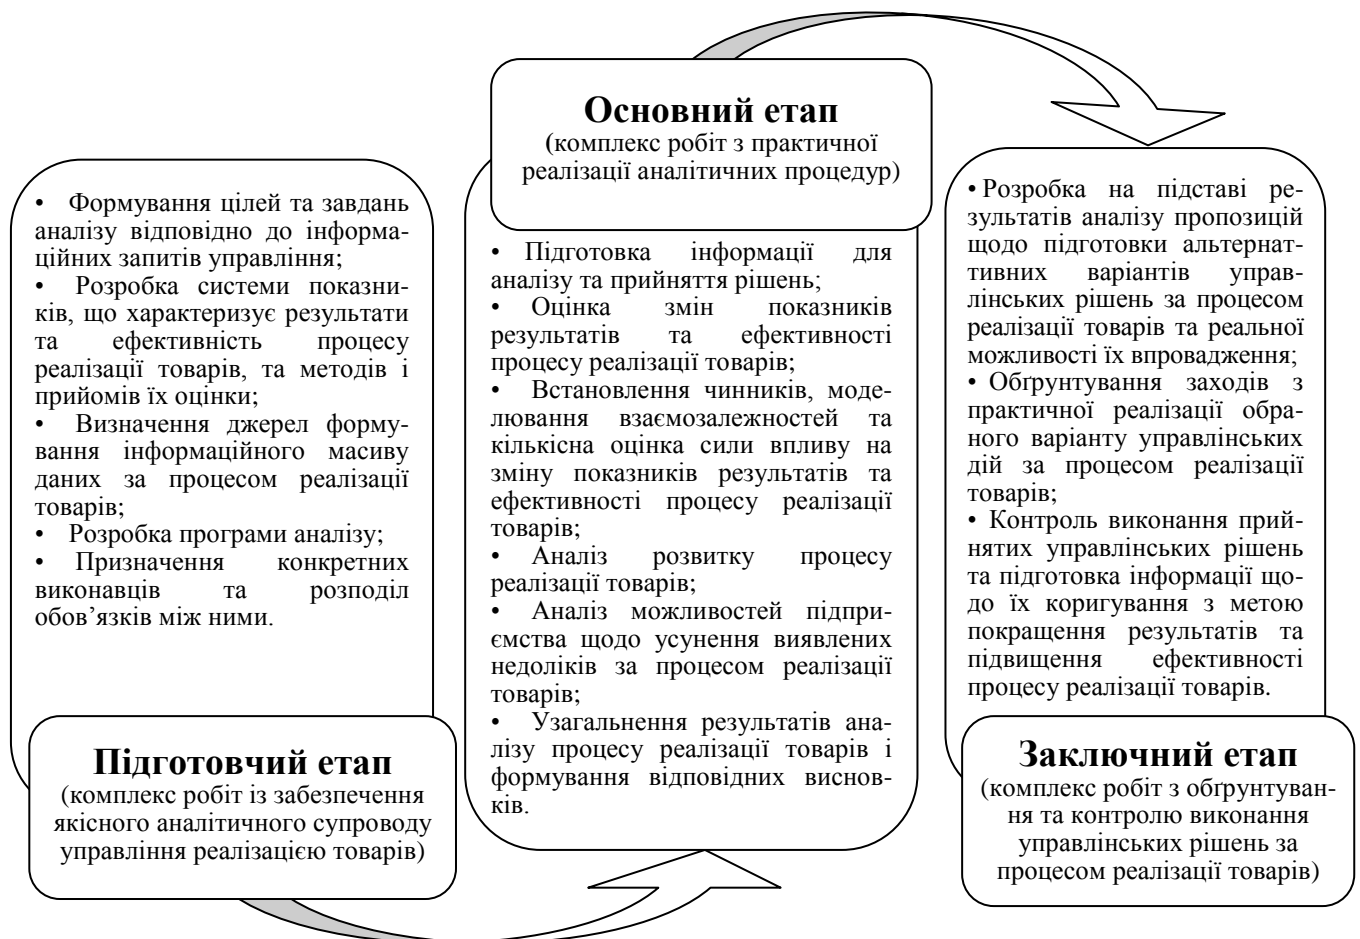 • Формування цілей та завдань
аналізу відповідно до інформа-
ційних запитів управління;
• Розробка системи показни-
ків, що характеризує результати
та ефективність процесу
реалізації товарів, та методів і
прийомів їх оцінки;
• Визначення джерел форму-
вання інформаційного масиву
даних за процесом реалізації
товарів;
• Розробка програми аналізу;
• Призначення конкретних
виконавців та розподіл
обов’язків між ними.
Підготовчий етап
(комплекс робіт із забезпечення
якісного аналітичного супроводу
управління реалізацією товарів)
Основний етап
(комплекс робіт з практичної
реалізації аналітичних процедур)
• Підготовка інформації для
аналізу та прийняття рішень;
• Оцінка змін показників
результатів та ефективності
процесу реалізації товарів;
• Встановлення чинників, моде-
лювання взаємозалежностей та
кількісна оцінка сили впливу на
зміну показників результатів та
ефективності процесу реалізації
товарів;
• Аналіз розвитку процесу
реалізації товарів;
• Аналіз можливостей підпри-
ємства щодо усунення виявлених
недоліків за процесом реалізації
товарів;
• Узагальнення результатів ана-
лізу процесу реалізації товарів і
формування відповідних виснов-
ків.
• Розробка на підставі ре-
зультатів аналізу пропозицій
щодо підготовки альтернат-
тивних варіантів управ-
лінських рішень за процесом
реалізації товарів та реальної
можливості їх впровадження;
• Обґрунтування заходів з
практичної реалізації обра-
ного варіанту управлінських
дій за процесом реалізації
товарів;
• Контроль виконання прий-
нятих управлінських рішень
та підготовка інформації що-
до їх коригування з метою
покращення результатів та
підвищення ефективності
процесу реалізації товарів.
Заключний етап
(комплекс робіт з обґрунтуван-
ня та контролю виконання
управлінських рішень за
процесом реалізації товарів)